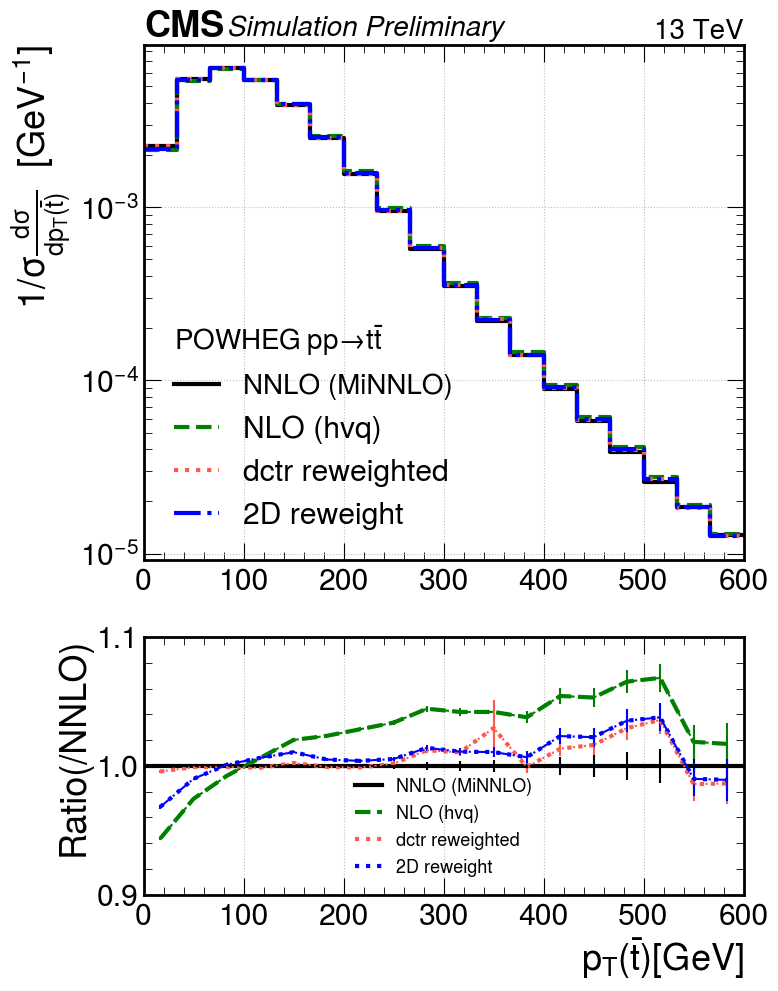 CMS Simulation Preliminary 13 TeV
1/σ dσ/dp_T(t̄) [GeV⁻¹]
10⁻³
10⁻⁴
10⁻⁵
POWHEG pp→tt̄
NNLO (MiNNLO)
NLO (hvq)
dctr reweighted
2D reweight
0 100 200 300 400 500 600
Ratio(/NNLO)
1.1
1.0
0.9
NNLO (MiNNLO)
NLO (hvq)
dctr reweighted
2D reweight
0 100 200 300 400 500 600
p_T(t̄)[GeV]